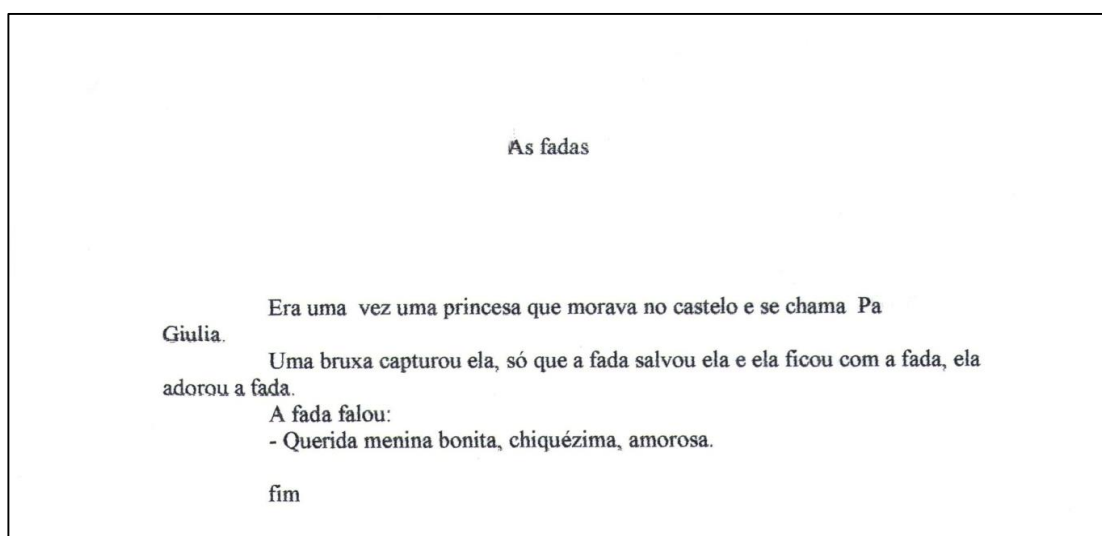 As fadas
Era uma vez uma princesa que morava no castelo e se chama Pa
Giulia.
Uma bruxa capturou ela, só que a fada salvou ela e ela ficou com a fada, ela
adorou a fada.
A fada falou:
- Querida menina bonita, chiquézima, amorosa.
fim